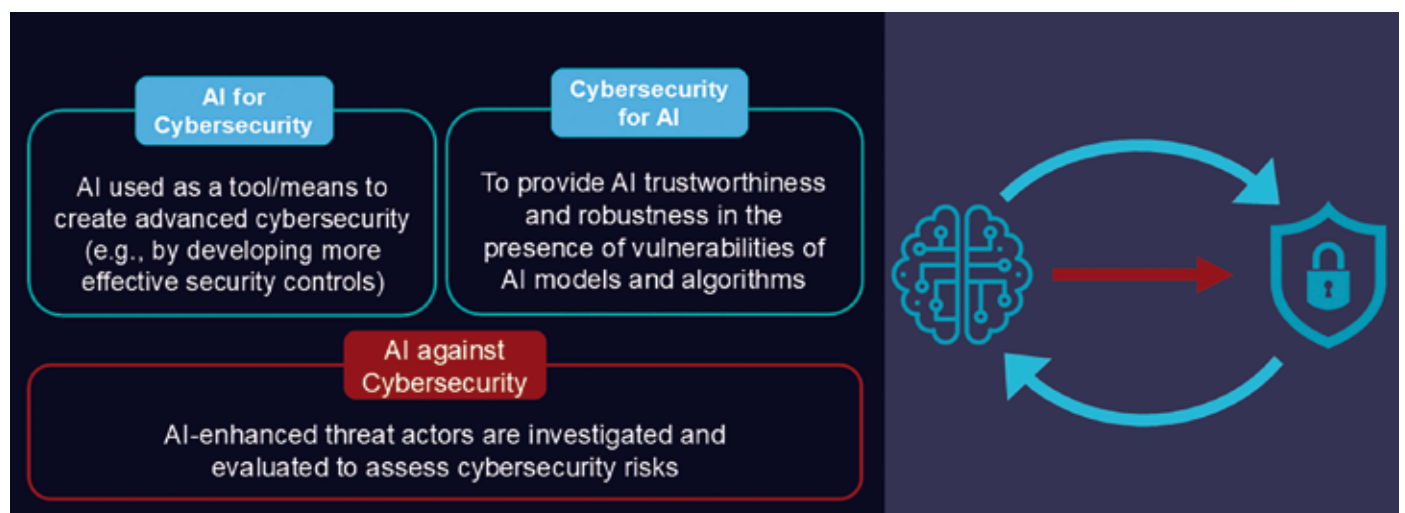 AI for
Cybersecurity
AI used as a tool/means to
create advanced cybersecurity
(e.g., by developing more
effective security controls)
Cybersecurity
for AI
To provide AI trustworthiness
and robustness in the
presence of vulnerabilities of
AI models and algorithms
AI against
Cybersecurity
AI-enhanced threat actors are investigated and
evaluated to assess cybersecurity risks